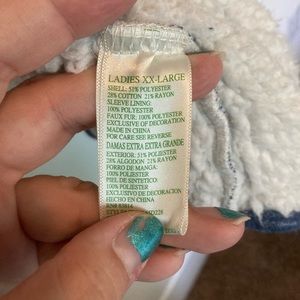 LADIES XX-LARGE
SHELL: 51% POLYESTER
28% COTTON 21% RAYON
SLEEVE LINING:
100% POLYESTER
FAUX FUR: 100% POLYESTER
EXCLUSIVE OF DECORATION
MADE IN CHINA
FOR CARE SEE REVERSE
DAMAS EXTRA EXTRA GRANDE
EXTERIOR: 51% POLIESTER
28% ALGODON 21% RAYON
FORRO DE MANGA:
100% POLIESTER
PIEL DE SINTETICO:
100% POLIESTER
EXCLUSIVO DE DECORACION
HECHO EN CHINA
RN#